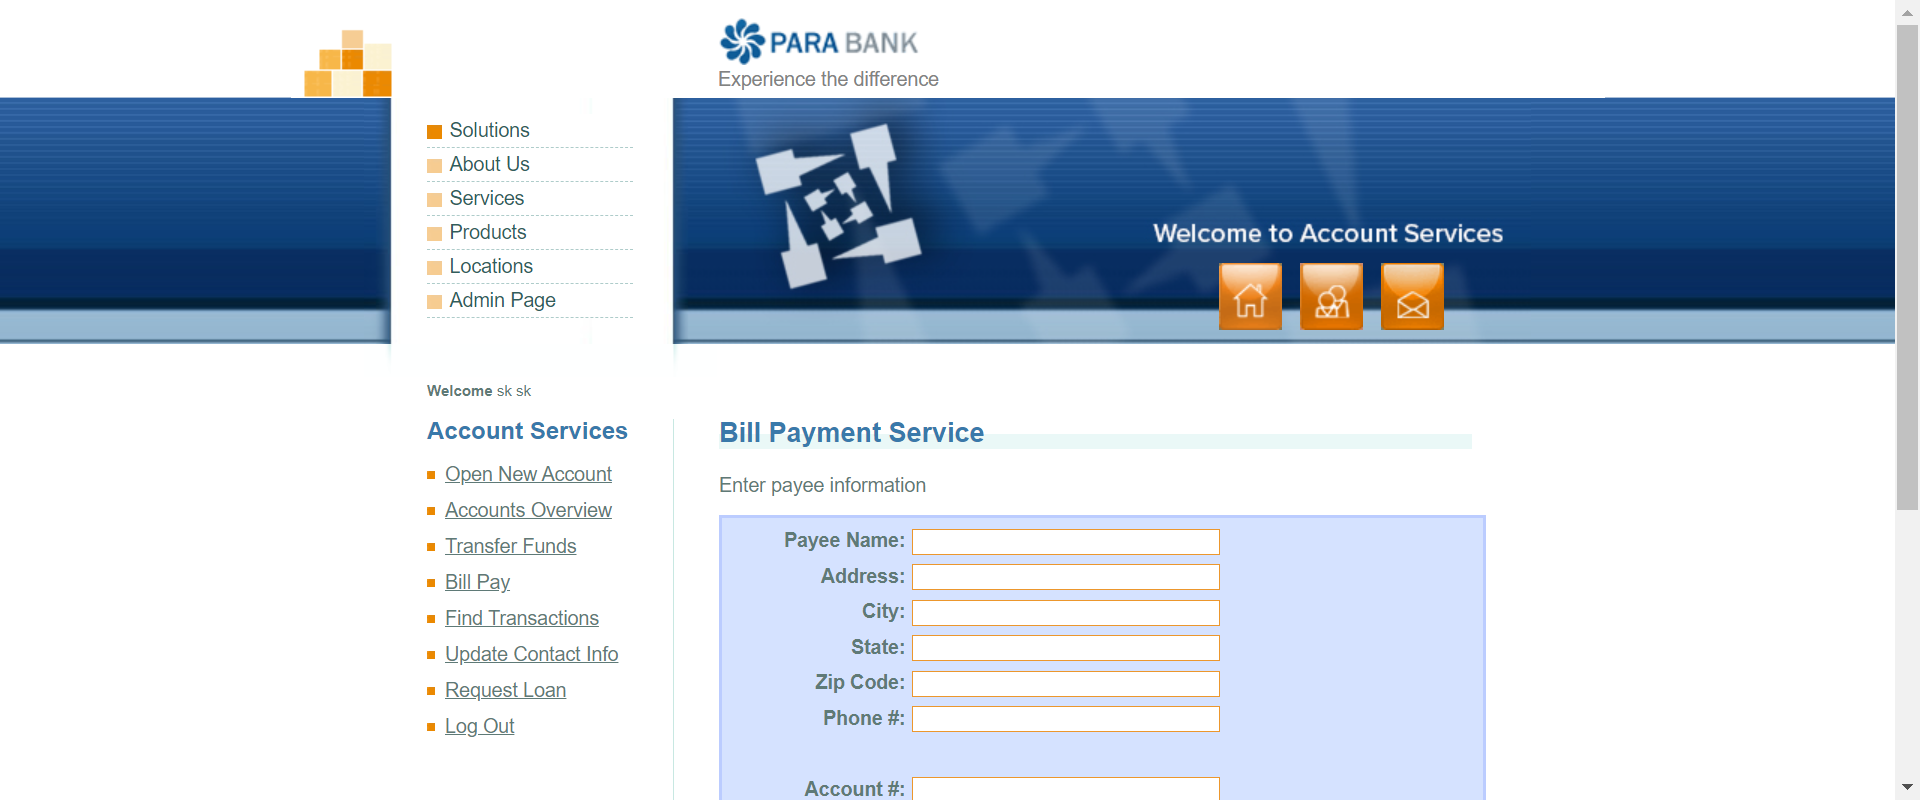 PARA BANK
Experience the difference
Solutions
About Us
Services
Products
Locations
Admin Page
Welcome to Account Services
Welcome sk sk
Account Services
Open New Account
Accounts Overview
Transfer Funds
Bill Pay
Find Transactions
Update Contact Info
Request Loan
Log Out
Bill Payment Service
Enter payee information
Payee Name:
Address:
City:
State:
Zip Code:
Phone #:
Account #: